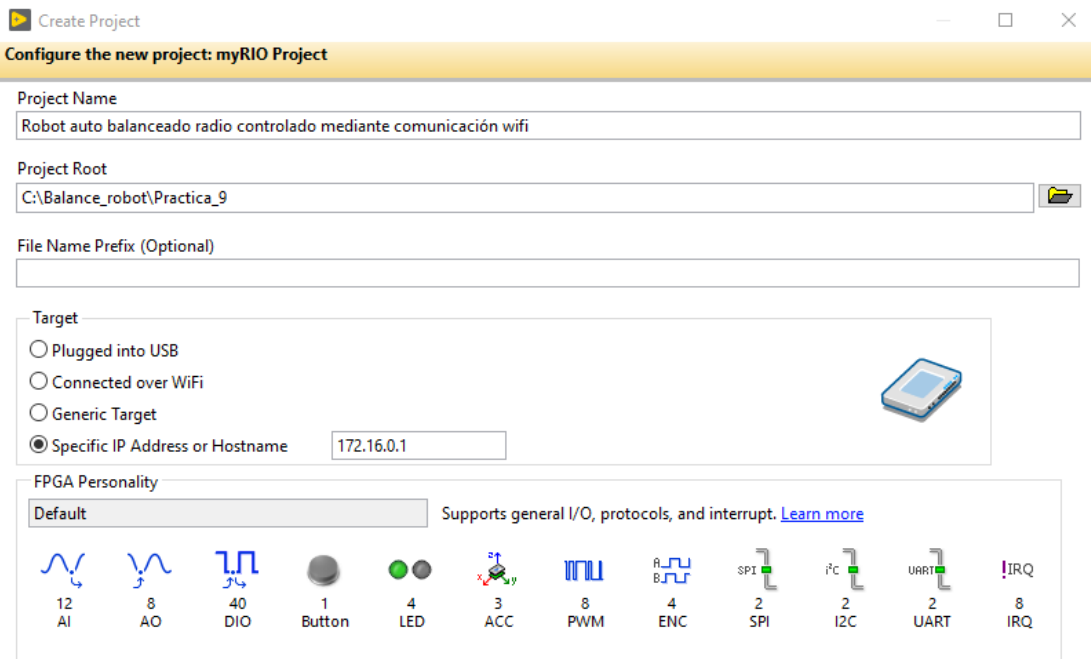 Create Project
Configure the new project: myRIO Project
Project Name
Robot auto balanceado radio controlado mediante comunicación wifi
Project Root
C:\Balance_robot\Practica_9
File Name Prefix (Optional)
Target
Plugged into USB
Connected over WiFi
Generic Target
Specific IP Address or Hostname 172.16.0.1
FPGA Personality
Default Supports general I/O, protocols, and interrupt. Learn more
z x y A B SPI I²C UART !IRQ
12 8 40 1 4 3 8 4 2 2 2 8
AI AO DIO Button LED ACC PWM ENC SPI I2C UART IRQ